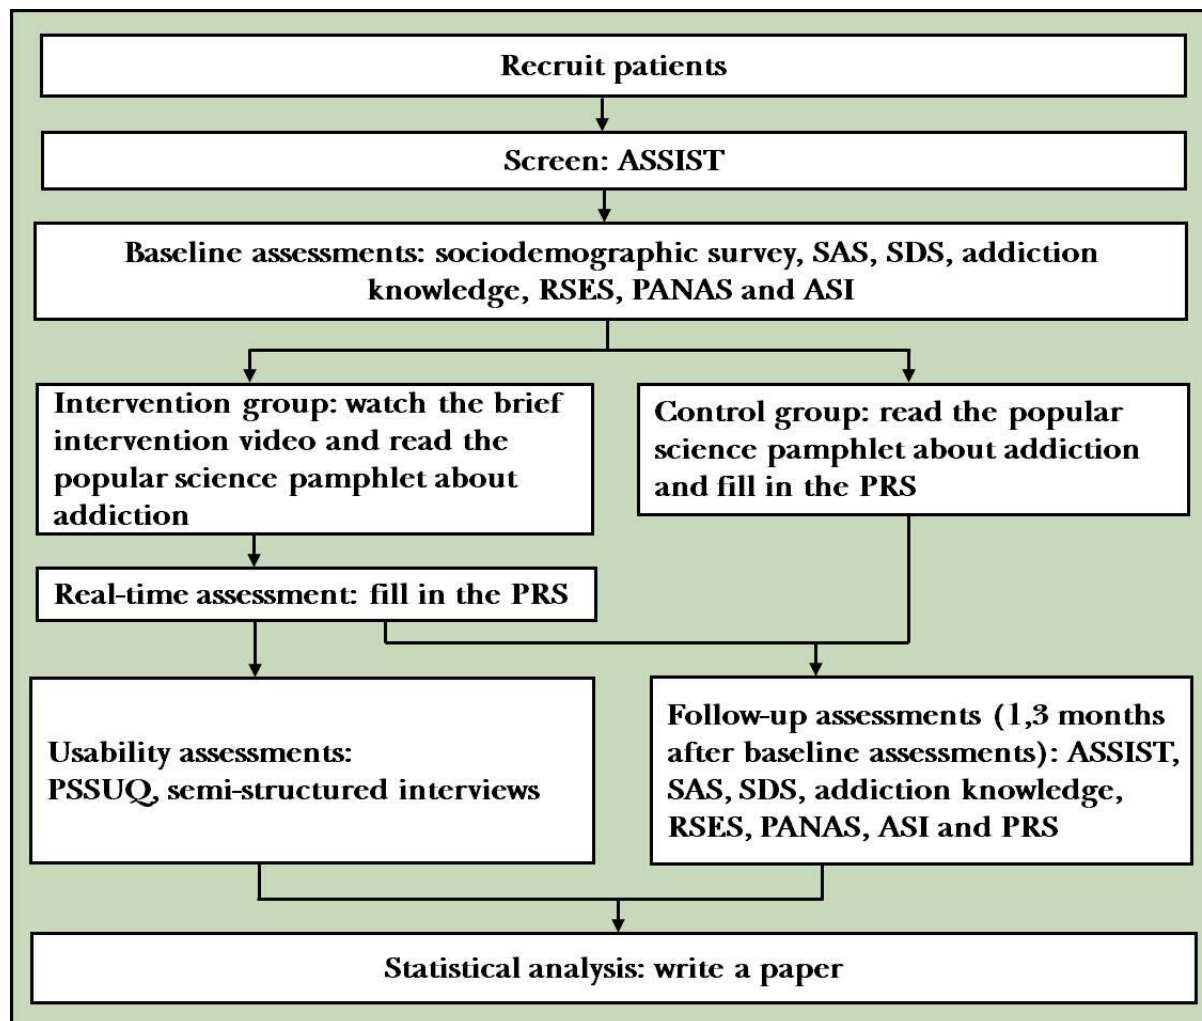 Recruit patients
Screen: ASSIST
Baseline assessments: sociodemographic survey, SAS, SDS, addiction
knowledge, RSES, PANAS and ASI
Intervention group: watch the brief
intervention video and read the
popular science pamphlet about
addiction
Control group: read the popular
science pamphlet about addiction
and fill in the PRS
Real-time assessment: fill in the PRS
Usability assessments:
PSSUQ, semi-structured interviews
Follow-up assessments (1,3 months
after baseline assessments): ASSIST,
SAS, SDS, addiction knowledge,
RSES, PANAS, ASI and PRS
Statistical analysis: write a paper